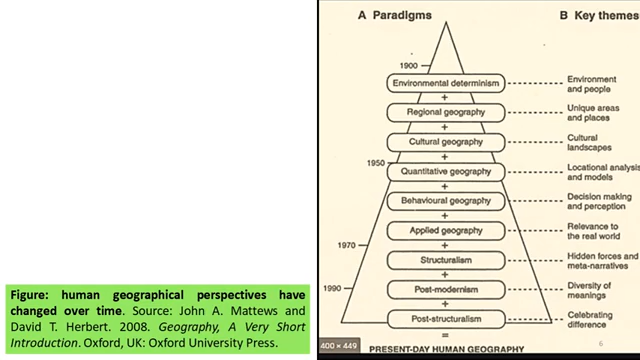 A Paradigms
B Key themes
1900
Environmental determinism
Environment
and people
+
Regional geography
Unique areas
and places
+
Cultural geography
Cultural
landscapes
+
1950
Quantitative geography
Locational analysis
and models
+
Behavioural geography
Decision making
and perception
+
Applied geography
Relevance to
the real world
+
1970
Structuralism
Hidden forces and
meta-narratives
+
1990
Post-modernism
Diversity of
meanings
+
Post-structuralism
Celebrating
difference
=
PRESENT-DAY HUMAN GEOGRAPHY
400 × 449
6
Figure: human geographical perspectives have
changed over time. Source: John A. Mattews and
David T. Herbert. 2008. Geography, A Very Short
Introduction. Oxford, UK: Oxford University Press.